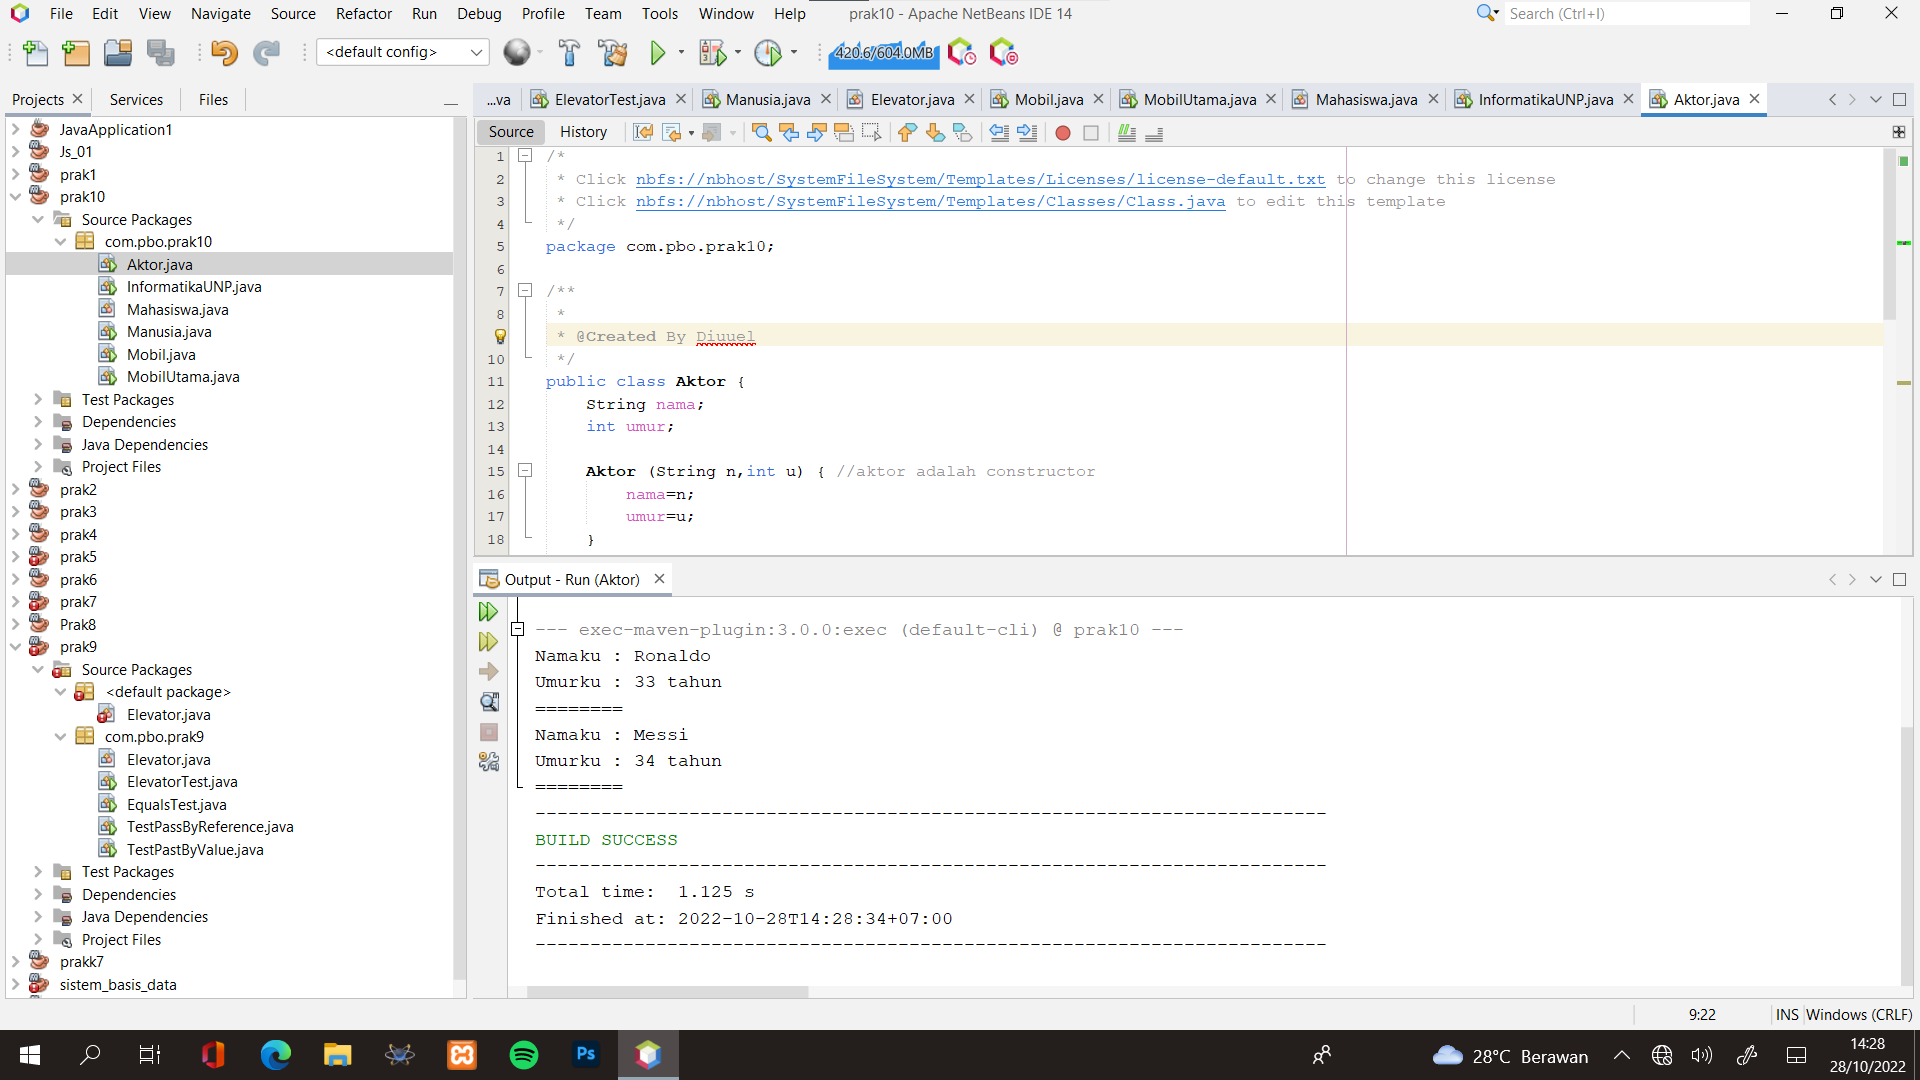 File Edit View Navigate Source Refactor Run Debug Profile Team Tools Window Help prak10 - Apache NetBeans IDE 14 Search (Ctrl+I)
<default config> 420.6/604.0MB
Projects Services Files
...va ElevatorTest.java Manusia.java Elevator.java Mobil.java MobilUtama.java Mahasiswa.java InformatikaUNP.java Aktor.java
JavaApplication1
Js_01
prak1
prak10
Source Packages
com.pbo.prak10
Aktor.java
InformatikaUNP.java
Mahasiswa.java
Manusia.java
Mobil.java
MobilUtama.java
Test Packages
Dependencies
Java Dependencies
Project Files
prak2
prak3
prak4
prak5
prak6
prak7
Prak8
prak9
Source Packages
<default package>
Elevator.java
com.pbo.prak9
Elevator.java
ElevatorTest.java
EqualsTest.java
TestPassByReference.java
TestPastByValue.java
Test Packages
Dependencies
Java Dependencies
Project Files
prakk7
sistem_basis_data
Source History
1 /*
2 * Click nbfs://nbhost/SystemFileSystem/Templates/Licenses/license-default.txt to change this license
3 * Click nbfs://nbhost/SystemFileSystem/Templates/Classes/Class.java to edit this template
4 */
5 package com.pbo.prak10;
6
7 /**
8 *
* @Created By Diuuel
10 */
11 public class Aktor {
12 String nama;
13 int umur;
14
15 Aktor (String n,int u) { //aktor adalah constructor
16 nama=n;
17 umur=u;
18 }
Output - Run (Aktor)
--- exec-maven-plugin:3.0.0:exec (default-cli) @ prak10 ---
Namaku : Ronaldo
Umurku : 33 tahun
========
Namaku : Messi
Umurku : 34 tahun
========
------------------------------------------------------------------------
BUILD SUCCESS
------------------------------------------------------------------------
Total time:  1.125 s
Finished at: 2022-10-28T14:28:34+07:00
------------------------------------------------------------------------
9:22 INS Windows (CRLF)
Ps 28°C Berawan 14:28
28/10/2022